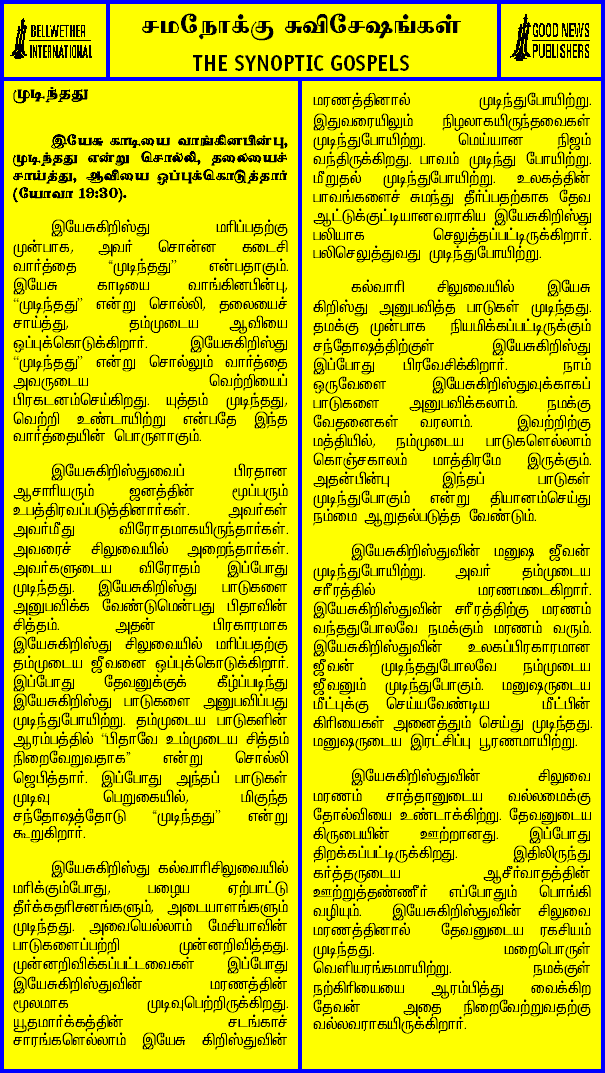 BELLWETHER
INTERNATIONAL
சமநோக்கு சுவிசேஷங்கள்
THE SYNOPTIC GOSPELS
GOOD NEWS
PUBLISHERS
முடிந்தது
இயேசு காடியை வாங்கினபின்பு,
முடிந்தது என்று சொல்லி, தலையைச்
சாய்த்து, ஆவியை ஒப்புக்கொடுத்தார்
(யோவா 19:30).
இயேசுகிறிஸ்து மரிப்பதற்கு
முன்பாக, அவர் சொன்ன கடைசி
வார்த்தை “முடிந்தது” என்பதாகும்.
இயேசு காடியை வாங்கினபின்பு,
“முடிந்தது” என்று சொல்லி, தலையைச்
சாய்த்து, தம்முடைய ஆவியை
ஒப்புக்கொடுக்கிறார். இயேசுகிறிஸ்து
“முடிந்தது” என்று சொல்லும் வார்த்தை
அவருடைய வெற்றியைப்
பிரகடனம்செய்கிறது. யுத்தம் முடிந்தது,
வெற்றி உண்டாயிற்று என்பதே இந்த
வார்த்தையின் பொருளாகும்.
இயேசுகிறிஸ்துவைப் பிரதான
ஆசாரியரும் ஜனத்தின் மூப்பரும்
உபத்திரவப்படுத்தினார்கள். அவர்கள்
அவர்மீது விரோதமாகயிருந்தார்கள்.
அவரைச் சிலுவையில் அறைந்தார்கள்.
அவர்களுடைய விரோதம் இப்போது
முடிந்தது. இயேசுகிறிஸ்து பாடுகளை
அனுபவிக்க வேண்டுமென்பது பிதாவின்
சித்தம். அதன் பிரகாரமாக
இயேசுகிறிஸ்து சிலுவையில் மரிப்பதற்கு
தம்முடைய ஜீவனை ஒப்புக்கொடுக்கிறார்.
இப்போது தேவனுக்குக் கீழ்ப்படிந்து
இயேசுகிறிஸ்து பாடுகளை அனுபவிப்பது
முடிந்துபோயிற்று. தம்முடைய பாடுகளின்
ஆரம்பத்தில் “பிதாவே உம்முடைய சித்தம்
நிறைவேறுவதாக” என்று சொல்லி
ஜெபித்தார். இப்போது அந்தப் பாடுகள்
முடிவு பெறுகையில், மிகுந்த
சந்தோஷத்தோடு “முடிந்தது” என்று
கூறுகிறார்.
இயேசுகிறிஸ்து கல்வாரிசிலுவையில்
மரிக்கும்போது, பழைய ஏற்பாட்டு
தீர்க்கதரிசனங்களும், அடையாளங்களும்
முடிந்தது. அவையெல்லாம் மேசியாவின்
பாடுகளைப்பற்றி முன்னறிவித்தது.
முன்னறிவிக்கப்பட்டவைகள் இப்போது
இயேசுகிறிஸ்துவின் மரணத்தின்
மூலமாக முடிவுபெற்றிருக்கிறது.
யூதமார்க்கத்தின் சடங்காச்
சாரங்களெல்லாம் இயேசு கிறிஸ்துவின்
மரணத்தினால் முடிந்துபோயிற்று.
இதுவரையிலும் நிழலாகயிருந்தவைகள்
முடிந்துபோயிற்று. மெய்யான நிஜம்
வந்திருக்கிறது. பாவம் முடிந்து போயிற்று.
மீறுதல் முடிந்துபோயிற்று. உலகத்தின்
பாவங்களைச் சுமந்து தீர்ப்பதற்காக தேவ
ஆட்டுக்குட்டியானவராகிய இயேசுகிறிஸ்து
பலியாக செலுத்தப்பட்டிருக்கிறார்.
பலிசெலுத்துவது முடிந்துபோயிற்று.
கல்வாரி சிலுவையில் இயேசு
கிறிஸ்து அனுபவித்த பாடுகள் முடிந்தது.
தமக்கு முன்பாக நியமிக்கப்பட்டிருக்கும்
சந்தோஷத்திற்குள் இயேசுகிறிஸ்து
இப்போது பிரவேசிக்கிறார். நாம்
ஒருவேளை இயேசுகிறிஸ்துவுக்காகப்
பாடுகளை அனுபவிக்கலாம். நமக்கு
வேதனைகள் வரலாம். இவற்றிற்கு
மத்தியில், நம்முடைய பாடுகளெல்லாம்
கொஞ்சகாலம் மாத்திரமே இருக்கும்.
அதன்பின்பு இந்தப் பாடுகள்
முடிந்துபோகும் என்று தியானம்செய்து
நம்மை ஆறுதல்படுத்த வேண்டும்.
இயேசுகிறிஸ்துவின் மனுஷ ஜீவன்
முடிந்துபோயிற்று. அவர் தம்முடைய
சரீரத்தில் மரணமடைகிறார்.
இயேசுகிறிஸ்துவின் சரீரத்திற்கு மரணம்
வந்ததுபோலவே நமக்கும் மரணம் வரும்.
இயேசுகிறிஸ்துவின் உலகப்பிரகாரமான
ஜீவன் முடிந்ததுபோலவே நம்முடைய
ஜீவனும் முடிந்துபோகும். மனுஷருடைய
மீட்புக்கு செய்யவேண்டிய மீட்பின்
கிரியைகள் அனைத்தும் செய்து முடிந்தது.
மனுஷருடைய இரட்சிப்பு பூரணமாயிற்று.
இயேசுகிறிஸ்துவின் சிலுவை
மரணம் சாத்தானுடைய வல்லமைக்கு
தோல்வியை உண்டாக்கிற்று. தேவனுடைய
கிருபையின் ஊற்றானது. இப்போது
திறக்கப்பட்டிருக்கிறது. இதிலிருந்து
கர்த்தருடைய ஆசீர்வாதத்தின்
ஊற்றுத்தண்ணீர் எப்போதும் பொங்கி
வழியும். இயேசுகிறிஸ்துவின் சிலுவை
மரணத்தினால் தேவனுடைய ரகசியம்
முடிந்தது. மறைபொருள்
வெளியரங்கமாயிற்று. நமக்குள்
நற்கிரியையை ஆரம்பித்து வைக்கிற
தேவன் அதை நிறைவேற்றுவதற்கு
வல்லவராகயிருக்கிறார்.